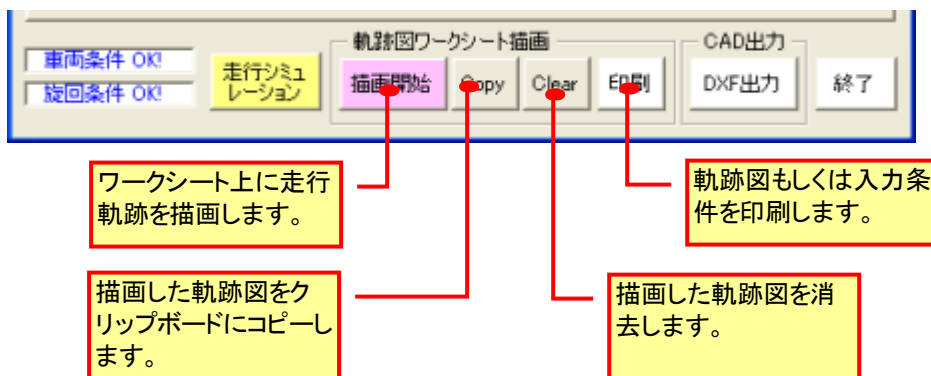 軌跡図ワークシート描画
CAD出力
車両条件 OK!
旋回条件 OK!
走行シミュ
レーション
描画開始
Copy
Clear
印刷
DXF出力
終了
ワークシート上に走行
軌跡を描画します。
軌跡図もしくは入力条
件を印刷します。
描画した軌跡図をク
リップボードにコピーし
ます。
描画した軌跡図を消
去します。